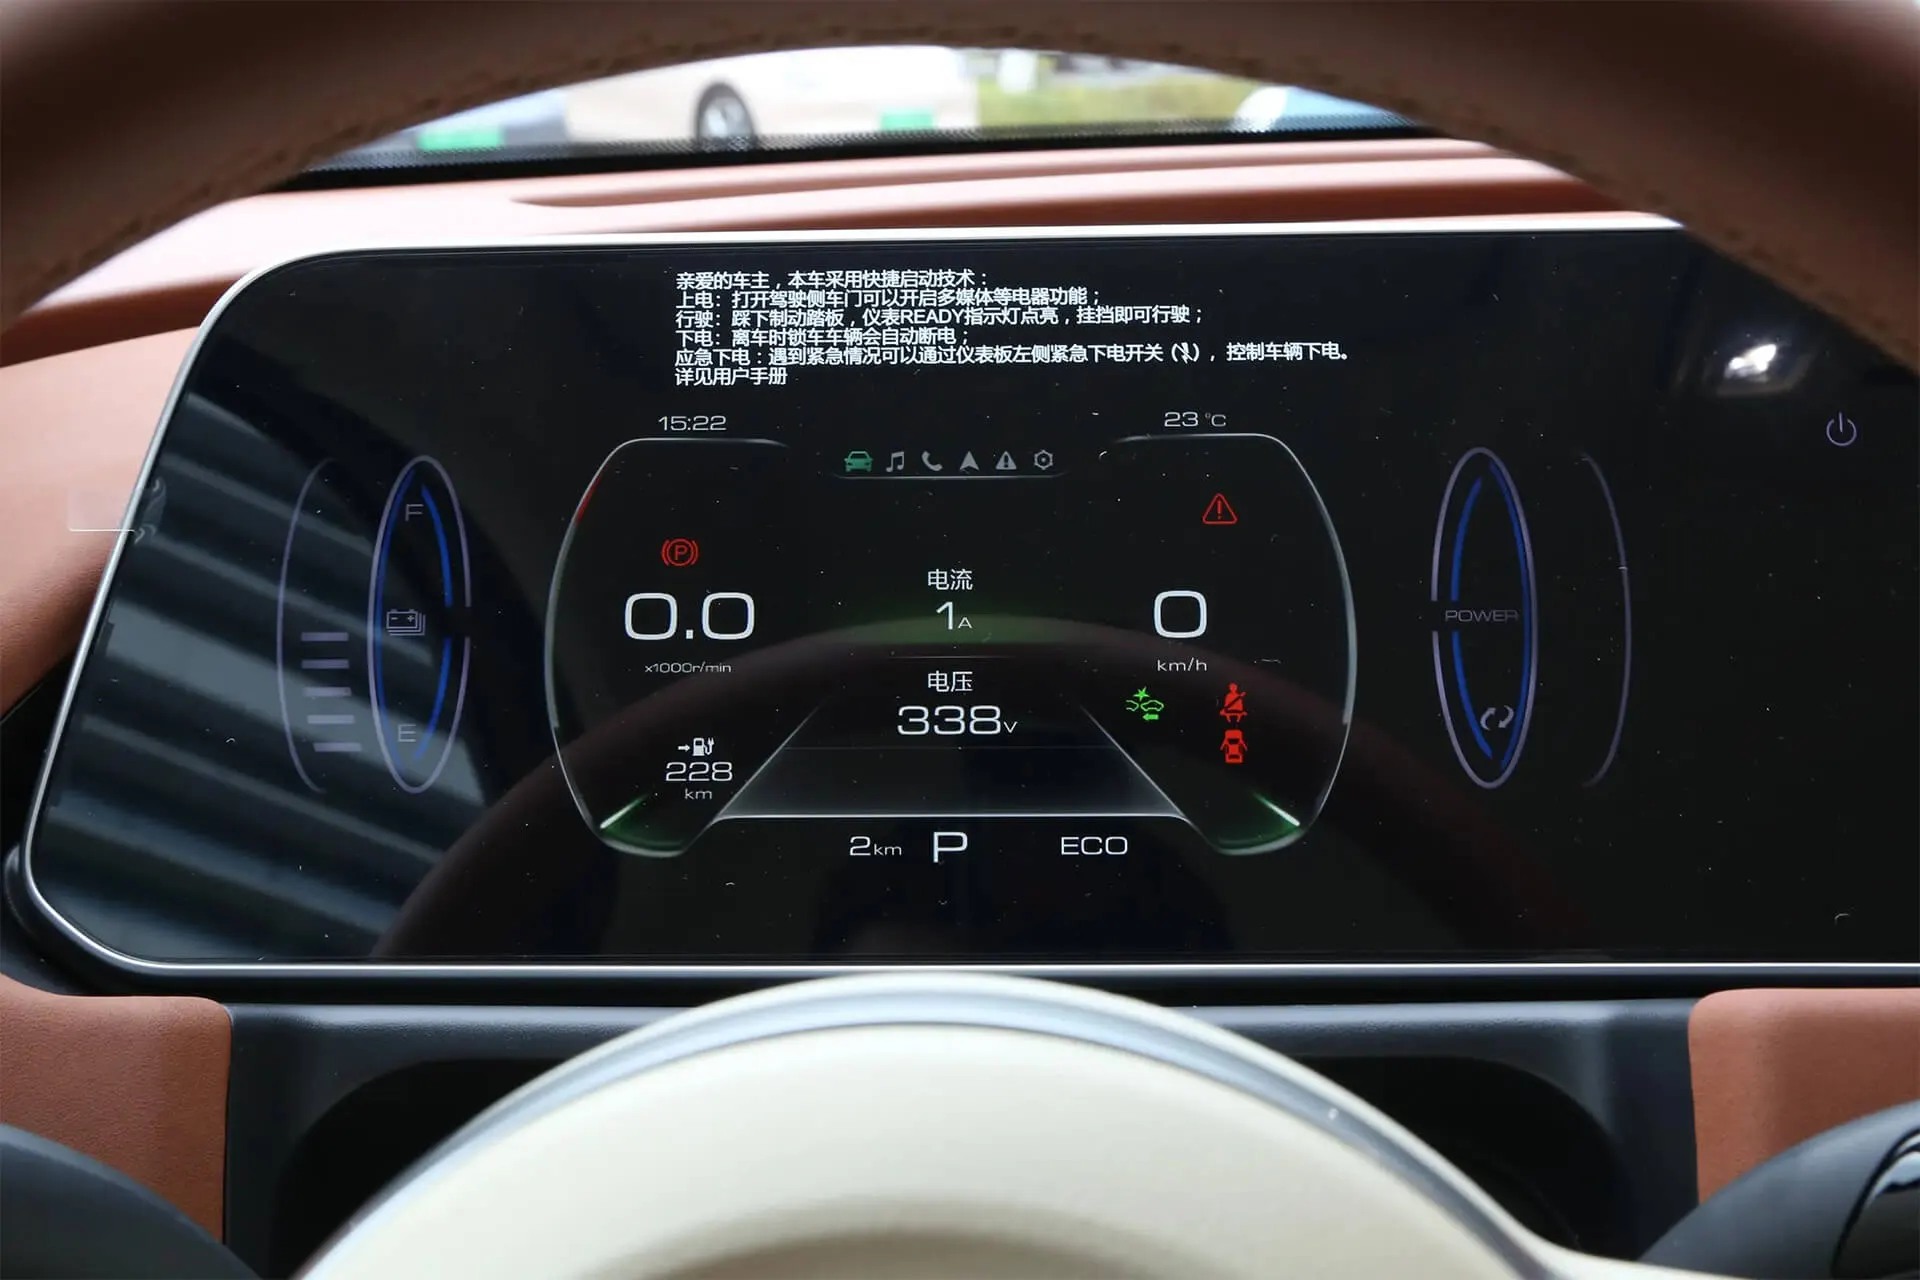 亲爱的车主，本车采用快捷启动技术：
上电：打开驾驶侧车门可以开启多媒体等电器功能；
行驶：踩下制动踏板，仪表READY指示灯点亮，挂挡即可行驶；
下电：离车时锁车车辆会自动断电；
应急下电：遇到紧急情况可以通过仪表板左侧紧急下电开关（），控制车辆下电。
详见用户手册
15:22
23 °C
F
P
电流
0.0
1A
0
POWER
x1000r/min
km/h
电压
338V
E
228
km
2km
P
ECO